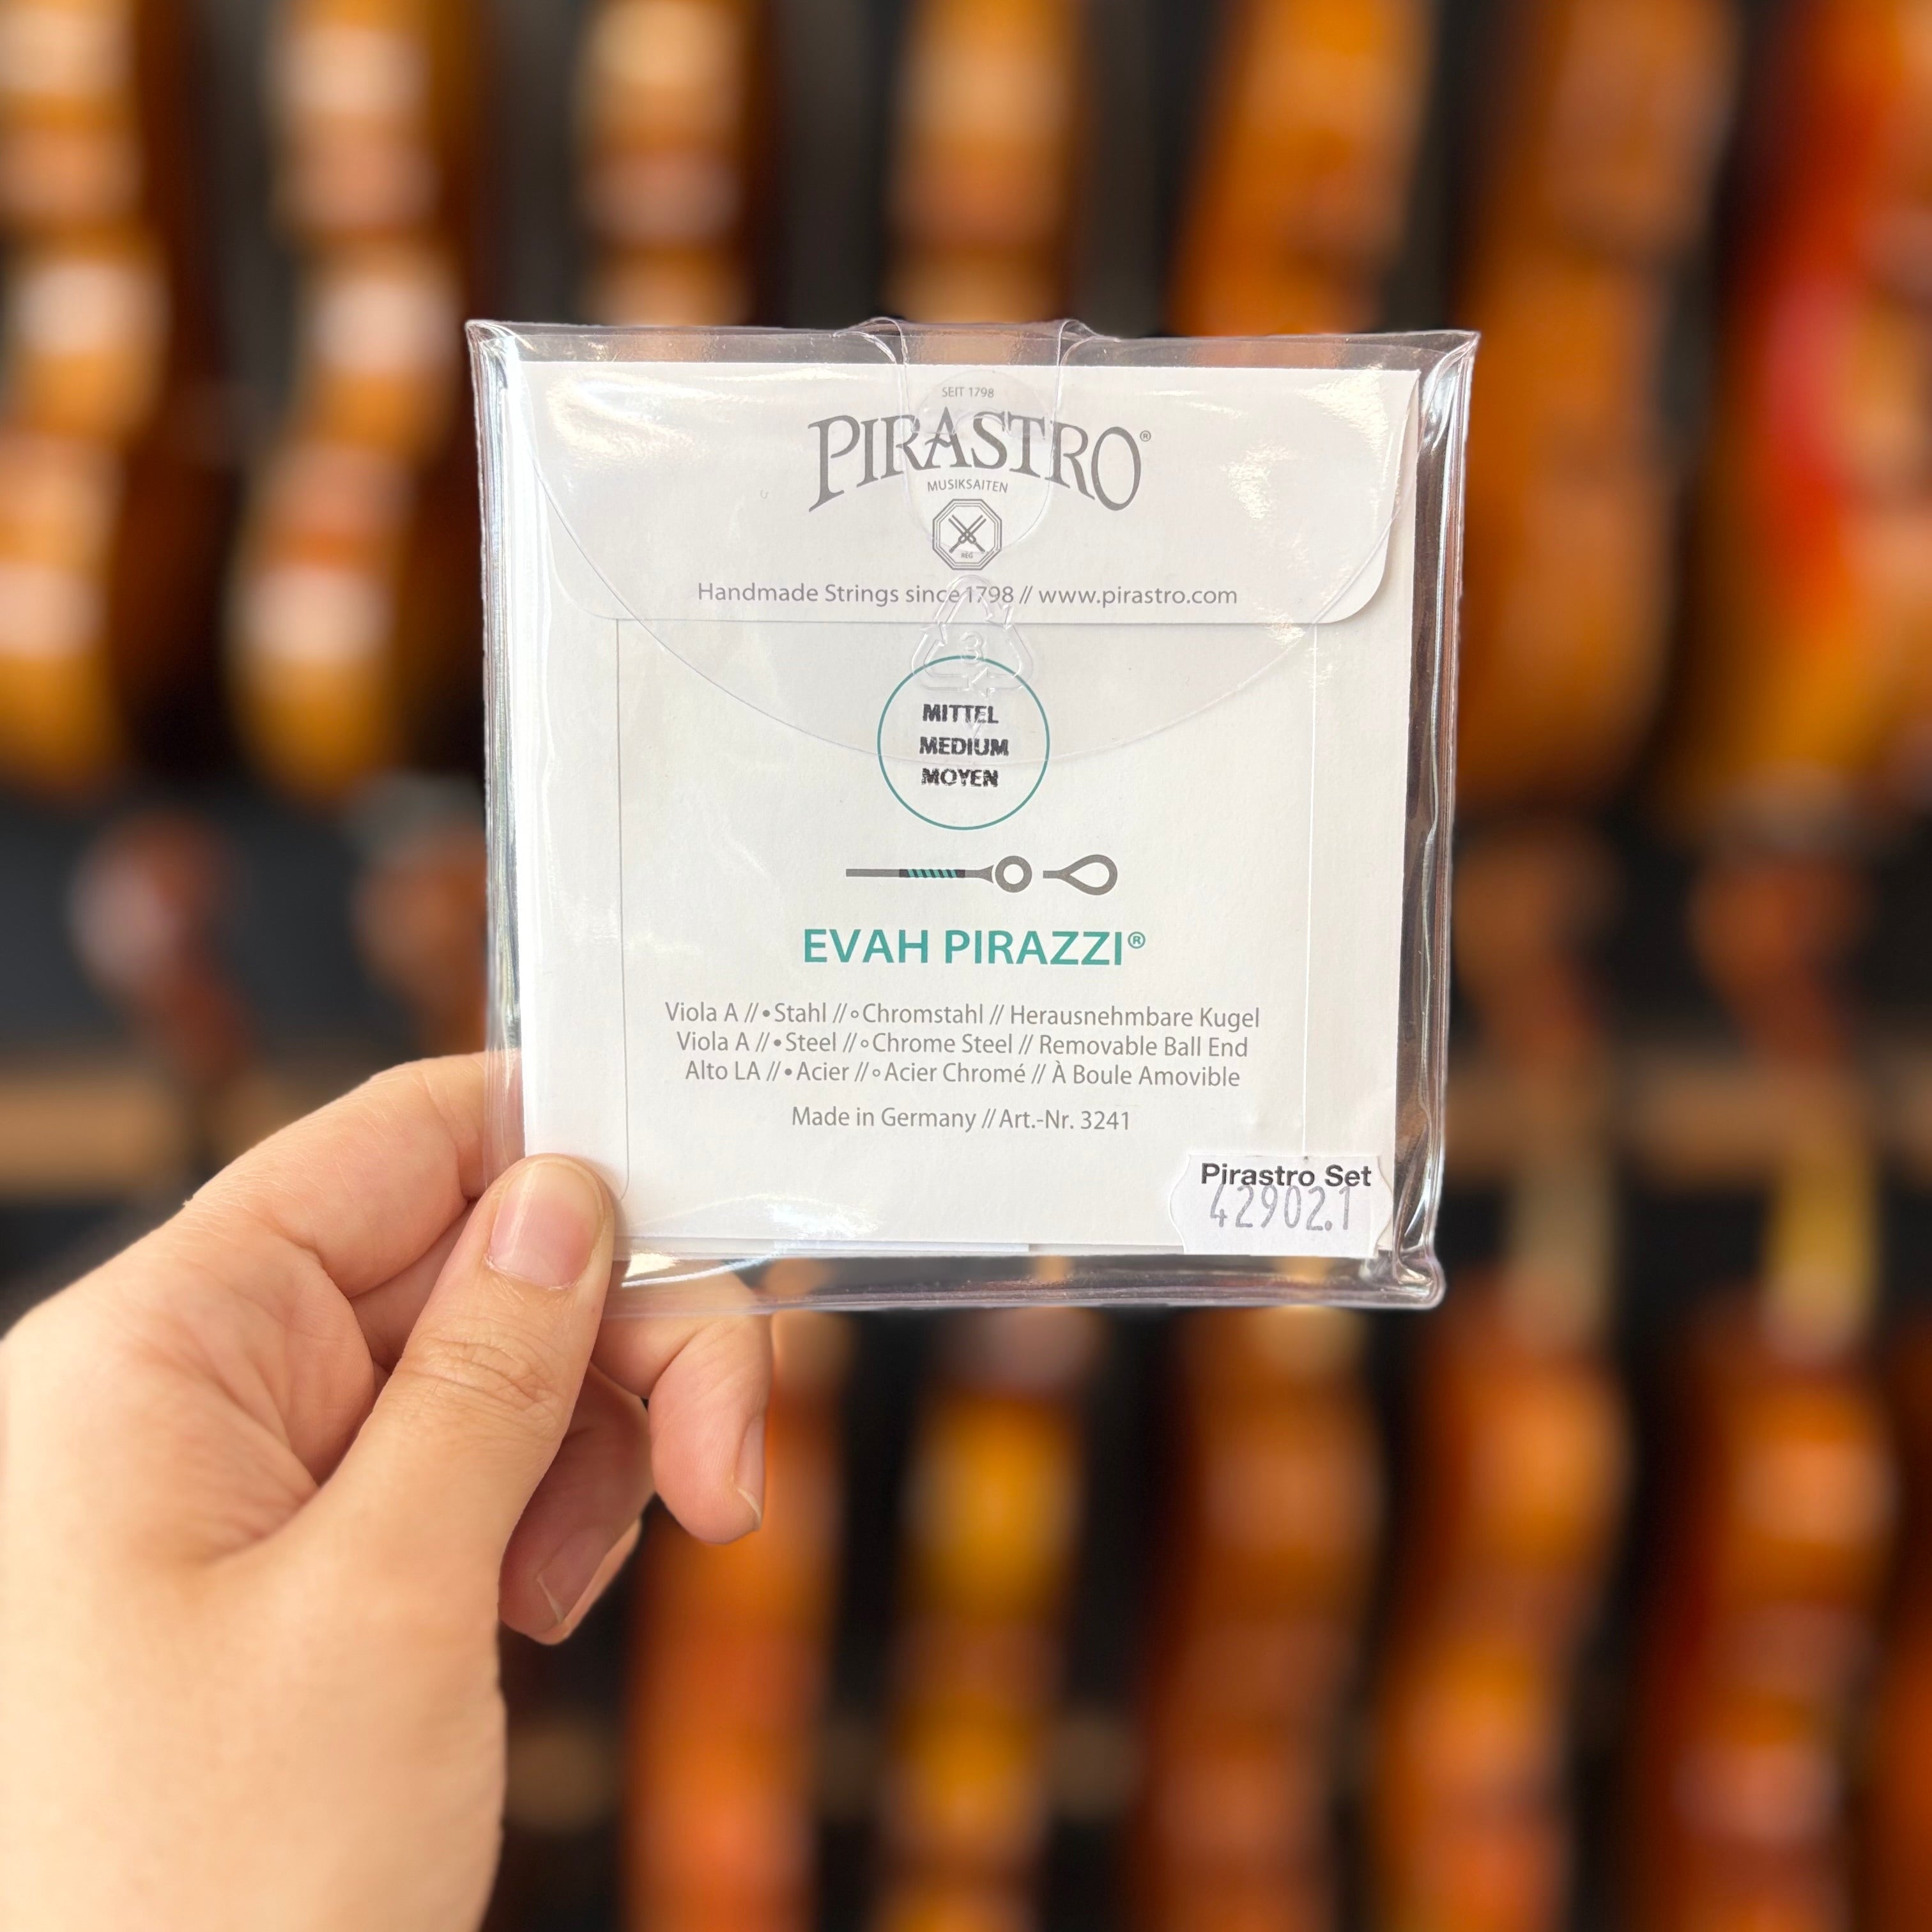 SEIT 1798
PIRASTRO®
MUSIKSAITEN
REG
Handmade Strings since 1798 // www.pirastro.com
3
MITTEL
MEDIUM
MOYEN
EVAH PIRAZZI®
Viola A //•Stahl //∘Chromstahl // Herausnehmbare Kugel
Viola A //•Steel //∘Chrome Steel // Removable Ball End
Alto LA //•Acier //∘Acier Chromé // À Boule Amovible
Made in Germany // Art.-Nr. 3241
Pirastro Set
42902.1